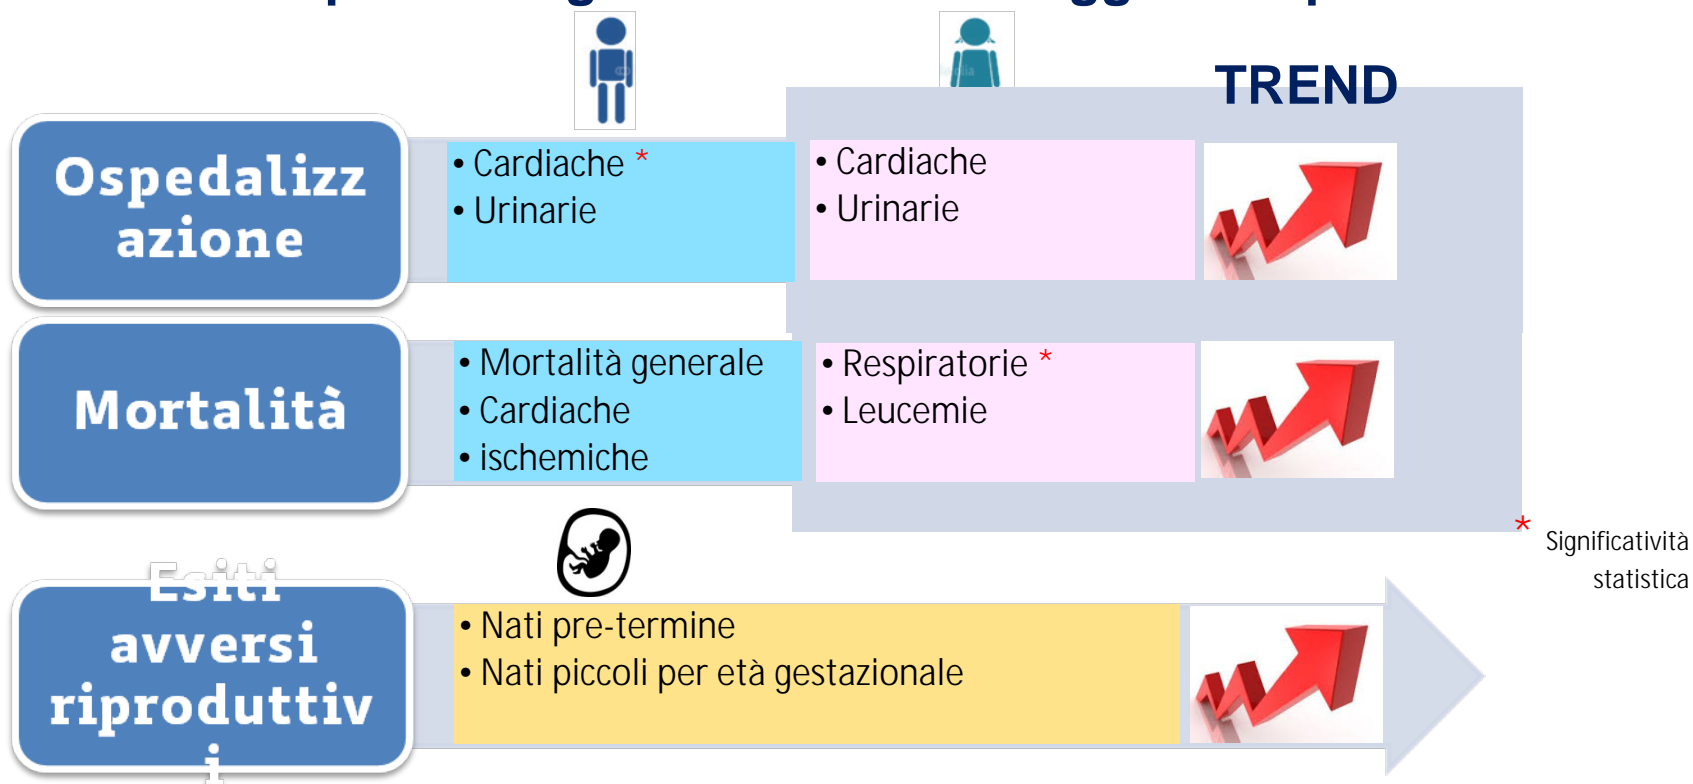 TREND
Ospedalizz
azione
• Cardiache *
• Urinarie
• Cardiache
• Urinarie
Mortalità
• Mortalità generale
• Cardiache
• ischemiche
• Respiratorie *
• Leucemie
* Significatività
statistica
Esiti
avversi
riproduttiv
i
• Nati pre-termine
• Nati piccoli per età gestazionale